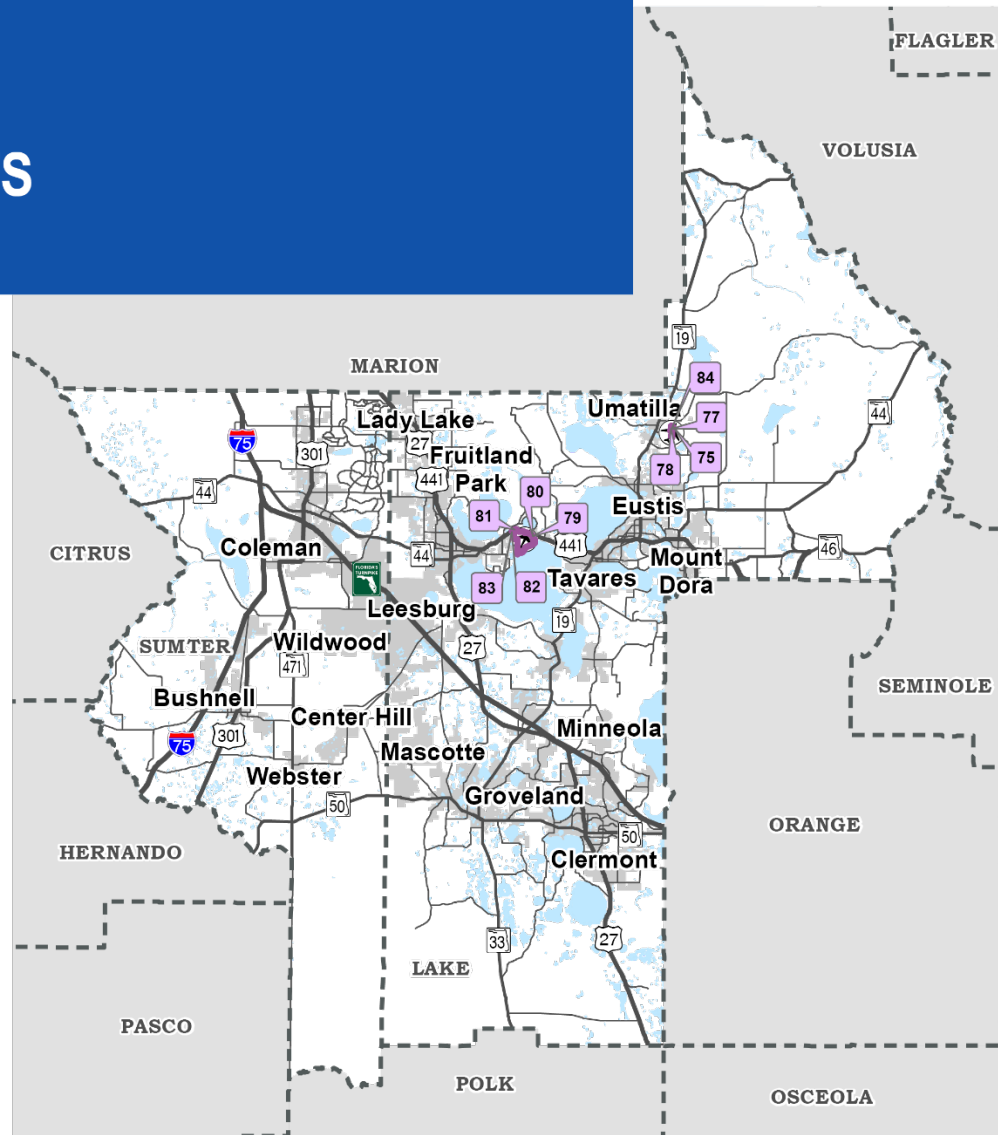 S
FLAGLER
VOLUSIA
19
MARION
84
Umatilla
77
44
Lady Lake
75
27
301
Fruitland
Park
78
75
441
80
44
81
79
Eustis
CITRUS
Coleman
44
441
46
Mount
Dora
FLORIDA'S
TURNPIKE
Tavares
83
82
Leesburg
19
Wildwood
SUMTER
27
471
SEMINOLE
Bushnell
Center Hill
Minneola
301
75
Mascotte
Webster
Groveland
50
ORANGE
50
HERNANDO
Clermont
33
27
LAKE
PASCO
POLK
OSCEOLA